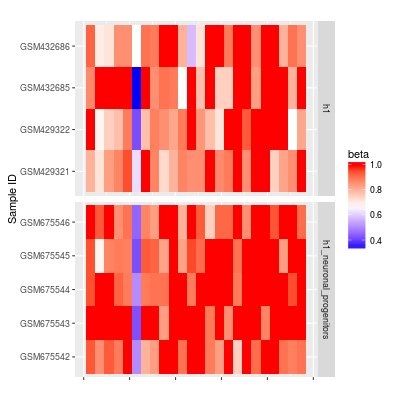 GSM432686
GSM432685
GSM429322
GSM429321
h1
GSM675546
GSM675545
GSM675544
GSM675543
GSM675542
h1_neuronal_progenitors
Sample ID
beta
1.0
0.8
0.6
0.4